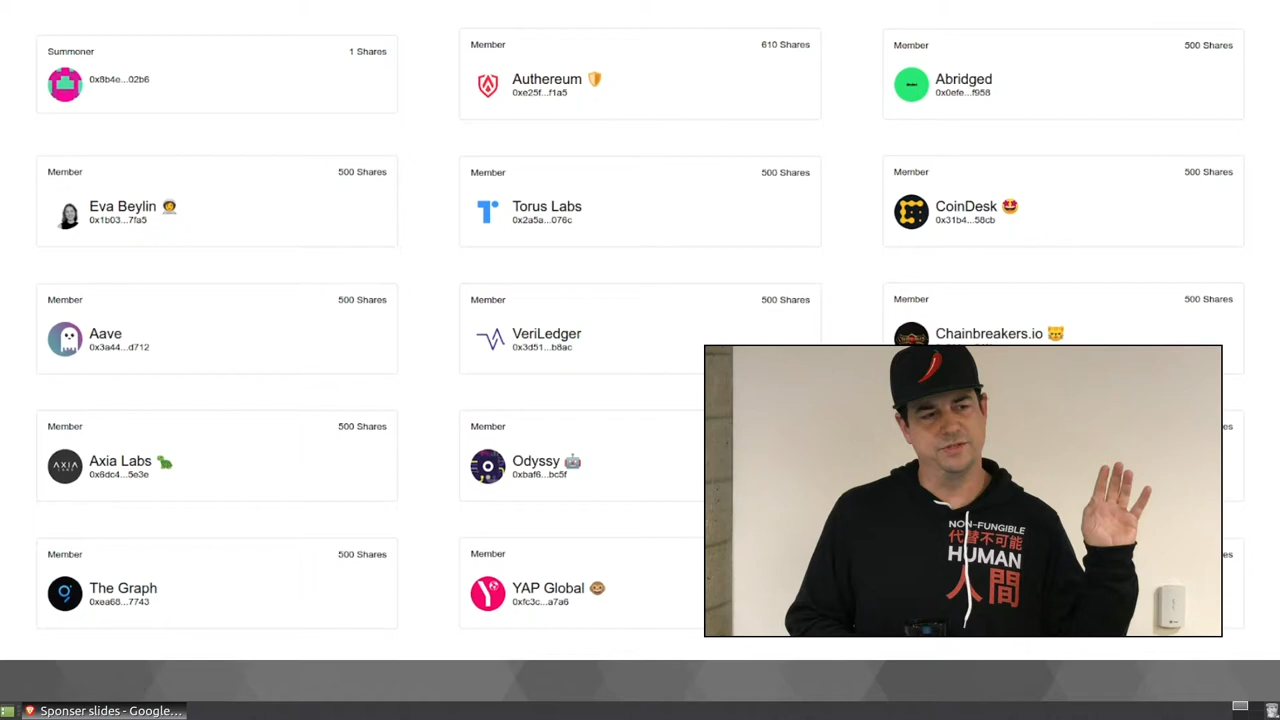 Summoner 1 Shares
0x8b4e...02b6
Member 610 Shares
Authereum
0xe25f...f1a5
Member 500 Shares
Abridged
0x0efe...f958
Member 500 Shares
Eva Beylin
0x1b03...7fa5
Member 500 Shares
Torus Labs
0x2a5a...076c
Member 500 Shares
CoinDesk
0x31b4...58cb
Member 500 Shares
Aave
0x3a44...d712
Member 500 Shares
VeriLedger
0x3d51...b8ac
Member 500 Shares
Chainbreakers.io
Member 500 Shares
AXIA
Axia Labs
0x6dc4...5e3e
Member
Odyssy
0xbaf6...bc5f
Member 500 Shares
The Graph
0xea68...7743
Member
YAP Global
0xfc3c...a7a6
NON-FUNGIBLE
代替不可能
HUMAN
人間
Sponser slides - Google...